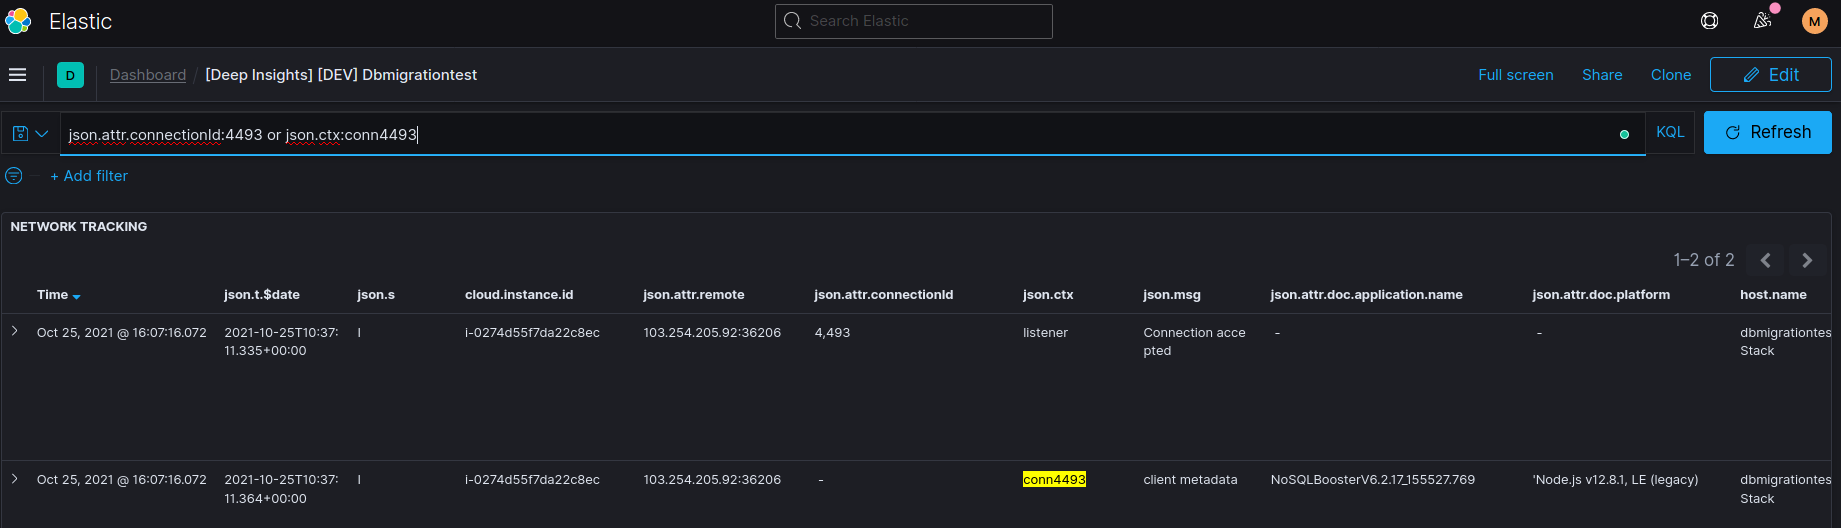 Elastic
Search Elastic
M
D
Dashboard / [Deep Insights] [DEV] Dbmigrationtest
Full screen Share Clone Edit
json.attr.connectionId:4493 or json.ctx:conn4493
KQL Refresh
+ Add filter
NETWORK TRACKING
1–2 of 2
Time json.t.$date json.s cloud.instance.id json.attr.remote json.attr.connectionId json.ctx json.msg json.attr.doc.application.name json.attr.doc.platform host.name
Oct 25, 2021 @ 16:07:16.072 2021-10-25T10:37: I i-0274d55f7da22c8ec 103.254.205.92:36206 4,493 listener Connection acce - - dbmigrationtes
11.335+00:00 pted Stack
Oct 25, 2021 @ 16:07:16.072 2021-10-25T10:37: I i-0274d55f7da22c8ec 103.254.205.92:36206 - conn4493 client metadata NoSQLBoosterV6.2.17_155527.769 'Node.js v12.8.1, LE (legacy) dbmigrationtes
11.364+00:00 Stack